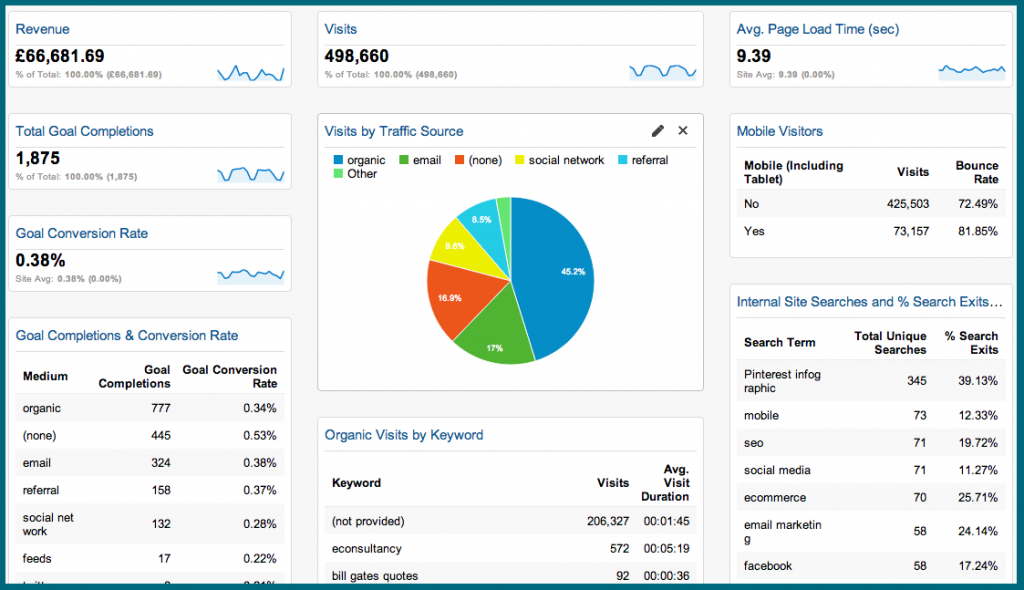 Revenue
£66,681.69
% of Total: 100.00% (£66,681.69)
Total Goal Completions
1,875
% of Total: 100.00% (1,875)
Goal Conversion Rate
0.38%
Site Avg: 0.38% (0.00%)
Goal Completions & Conversion Rate
Medium Goal Completions Goal Conversion Rate
organic 777 0.34%
(none) 445 0.53%
email 324 0.38%
referral 158 0.37%
social net
work 132 0.28%
feeds 17 0.22%
Visits
498,660
% of Total: 100.00% (498,660)
Visits by Traffic Source
organic email (none) social network referral
Other
8.5%
9.6%
45.2%
16.9%
17%
Organic Visits by Keyword
Keyword Visits Avg. Visit Duration
(not provided) 206,327 00:01:45
econsultancy 572 00:05:19
bill gates quotes 92 00:00:36
Avg. Page Load Time (sec)
9.39
Site Avg: 9.39 (0.00%)
Mobile Visitors
Mobile (Including Tablet) Visits Bounce Rate
No 425,503 72.49%
Yes 73,157 81.85%
Internal Site Searches and % Search Exits...
Search Term Total Unique Searches % Search Exits
Pinterest infog
raphic 345 39.13%
mobile 73 12.33%
seo 71 19.72%
social media 71 11.27%
ecommerce 70 25.71%
email marketin
g 58 24.14%
facebook 58 17.24%